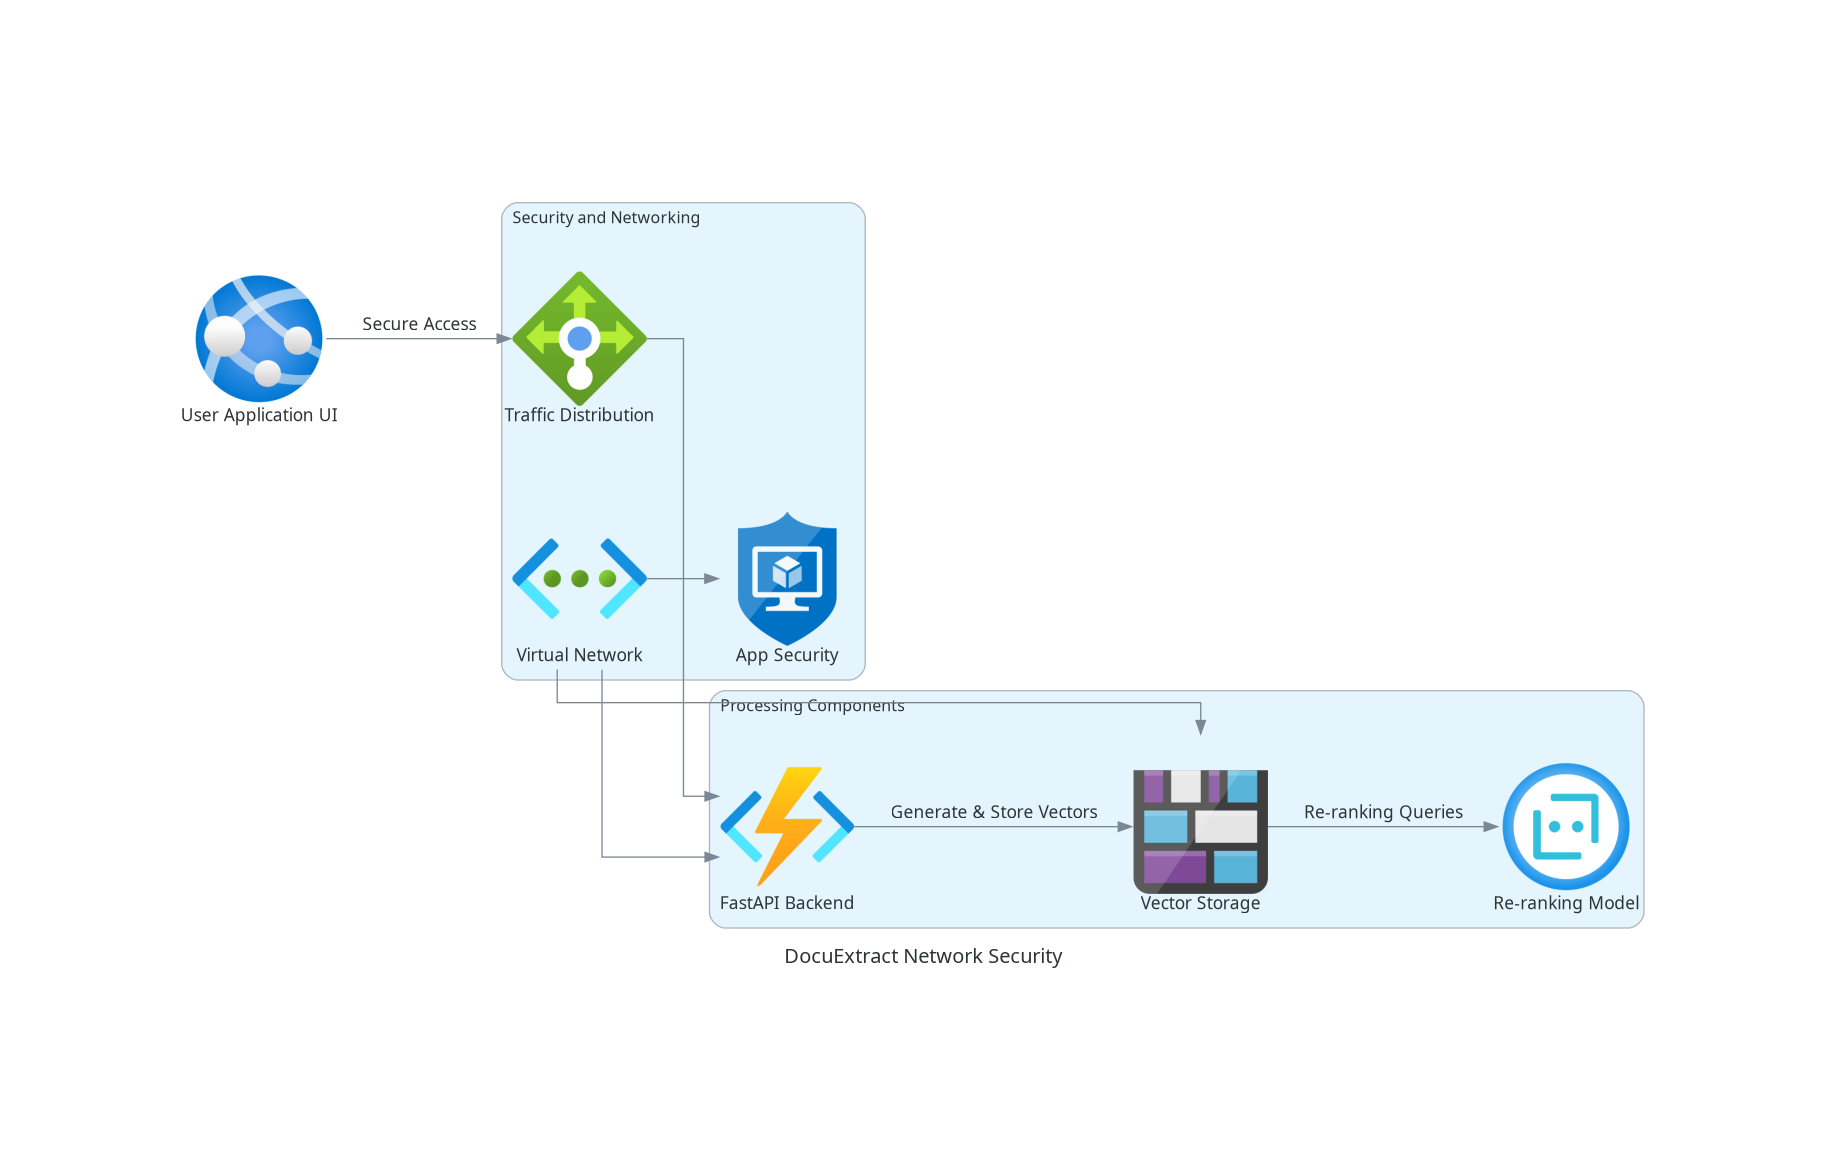 Security and Networking
Secure Access
User Application UI
Traffic Distribution
Virtual Network
App Security
Processing Components
Generate & Store Vectors
Re-ranking Queries
FastAPI Backend
Vector Storage
Re-ranking Model
DocuExtract Network Security